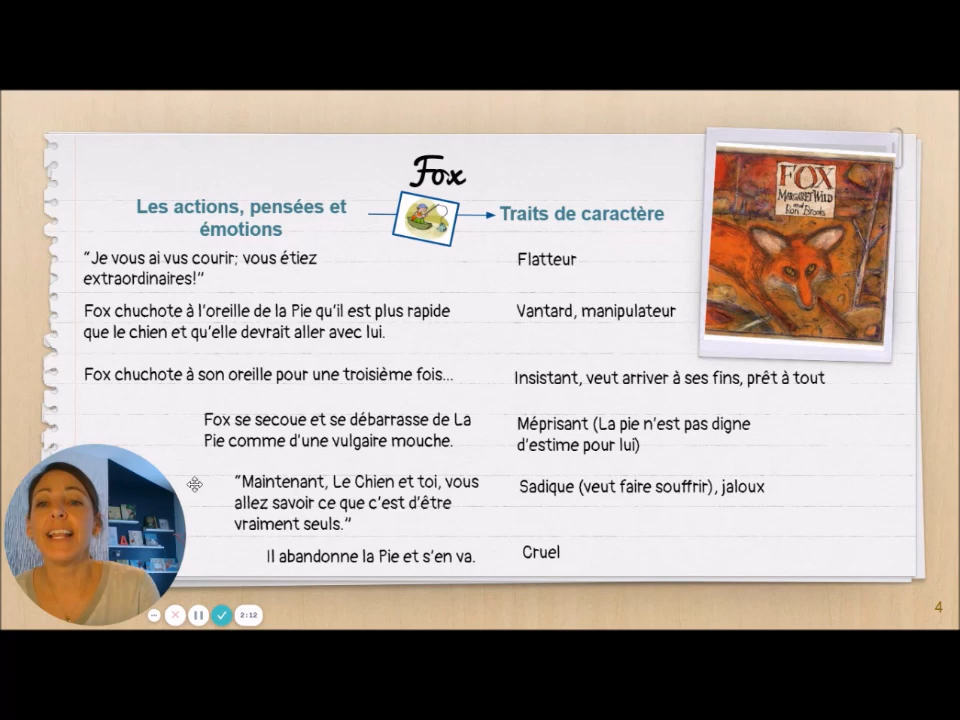 Fox
Les actions, pensées et
émotions
Traits de caractère
"Je vous ai vus courir; vous étiez
extraordinaires!"
Flatteur
Fox chuchote à l'oreille de la Pie qu'il est plus rapide
que le chien et qu'elle devrait aller avec lui.
Vantard, manipulateur
Fox chuchote à son oreille pour une troisième fois...
Insistant, veut arriver à ses fins, prêt à tout
Fox se secoue et se débarrasse de La
Pie comme d'une vulgaire mouche.
Méprisant (La pie n'est pas digne
d'estime pour lui)
"Maintenant, Le Chien et toi, vous
allez savoir ce que c'est d'être
vraiment seuls."
Sadique (veut faire souffrir), jaloux
Il abandonne la Pie et s'en va.
Cruel
FOX
MARGARET WILD
and
Ron Brooks
2:12
4